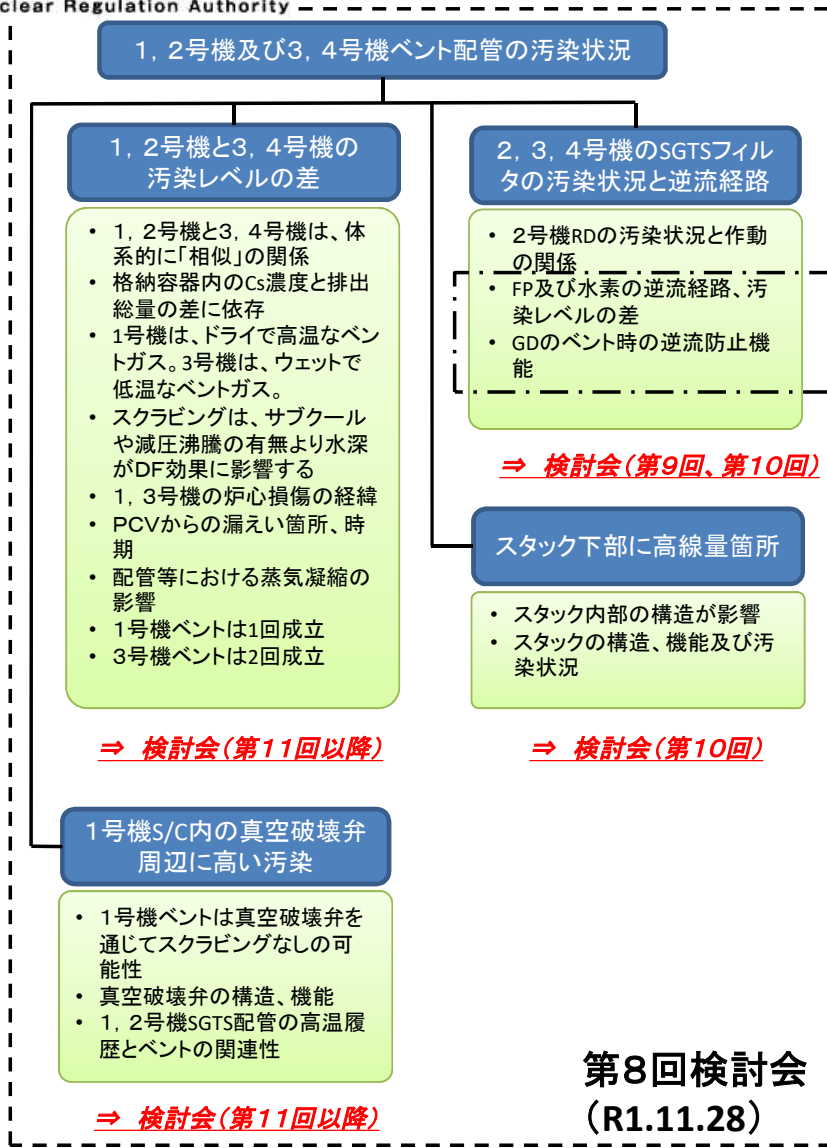 clear Regulation Authority
1，2号機及び3，4号機ベント配管の汚染状況
1，2号機と3，4号機の
汚染レベルの差
• 1，2号機と3，4号機は、体
系的に「相似」の関係
• 格納容器内のCs濃度と排出
総量の差に依存
• 1号機は、ドライで高温なベン
トガス。3号機は、ウェットで
低温なベントガス。
• スクラビングは、サブクール
や減圧沸騰の有無より水深
がDF効果に影響する
• 1，3号機の炉心損傷の経緯
• PCVからの漏えい箇所、時
期
• 配管等における蒸気凝縮の
影響
• 1号機ベントは1回成立
• 3号機ベントは2回成立
⇒ 検討会（第11回以降）
2，3，4号機のSGTSフィル
タの汚染状況と逆流経路
• 2号機RDの汚染状況と作動
の関係
• FP及び水素の逆流経路、汚
染レベルの差
• GDのベント時の逆流防止機
能
⇒ 検討会（第9回、第10回）
スタック下部に高線量箇所
• スタック内部の構造が影響
• スタックの構造、機能及び汚
染状況
⇒ 検討会（第10回）
1号機S/C内の真空破壊弁
周辺に高い汚染
• 1号機ベントは真空破壊弁を
通じてスクラビングなしの可
能性
• 真空破壊弁の構造、機能
• 1，2号機SGTS配管の高温履
歴とベントの関連性
⇒ 検討会（第11回以降）
第8回検討会
（R1.11.28）